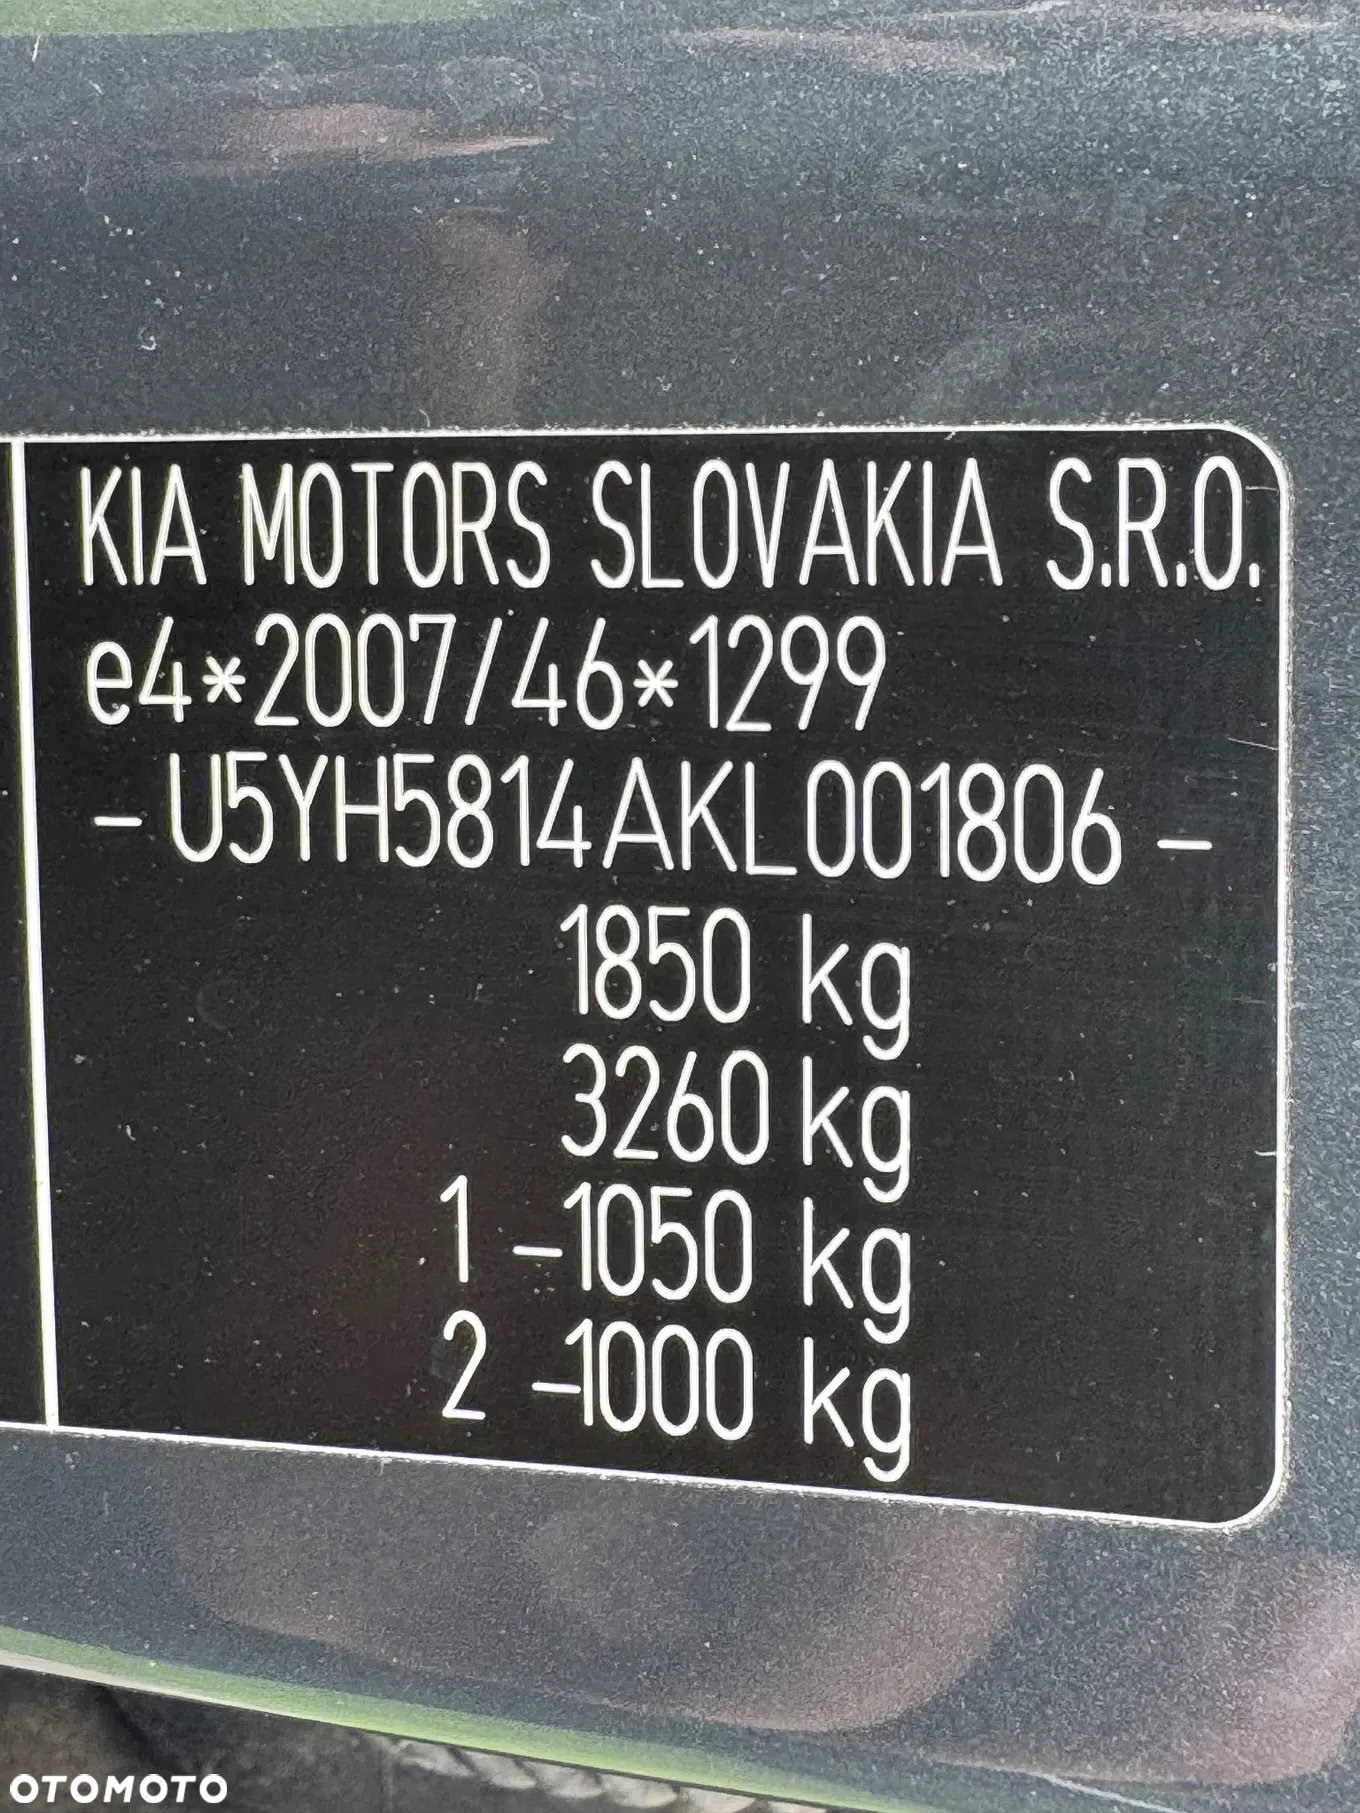 KIA MOTORS SLOVAKIA S.R.O.
e4*2007/46*1299
-U5YH5814AKL001806-
1850 kg
3260 kg
1 -1050 kg
2 -1000 kg
OTOMOTO